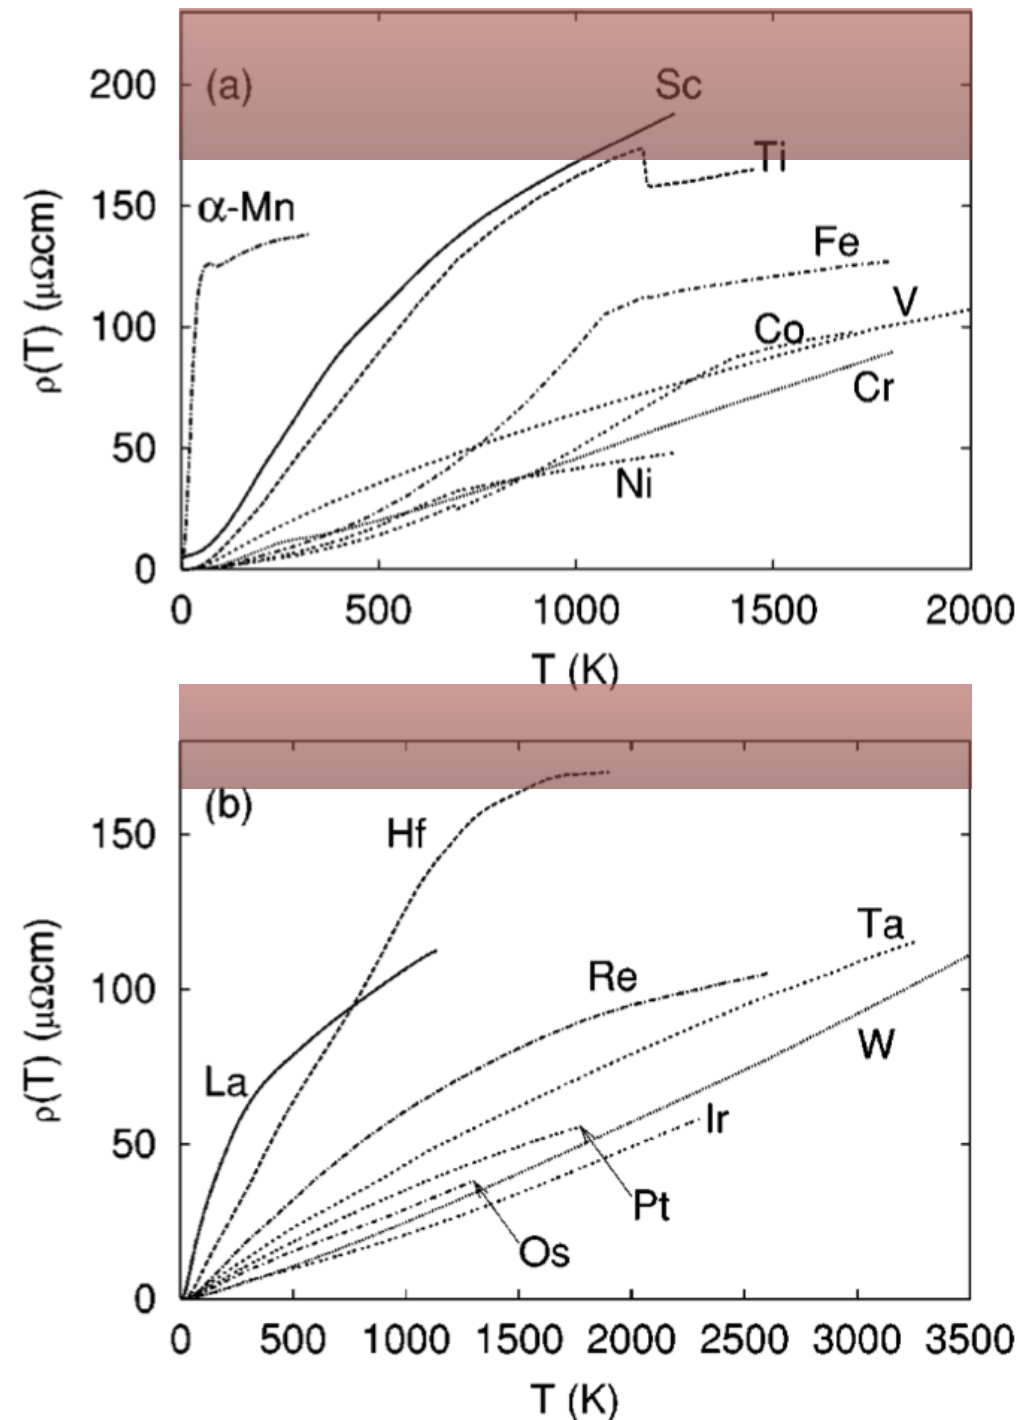 200
(a)
Sc
Ti
150
α-Mn
Fe
V
100
Co
Cr
50
Ni
0
ρ(T) (μΩcm)
0 500 1000 1500 2000
T (K)
(b)
150
Hf
Ta
100
Re
W
La
Ir
50
Pt
Os
0
ρ(T) (μΩcm)
0 500 1000 1500 2000 2500 3000 3500
T (K)